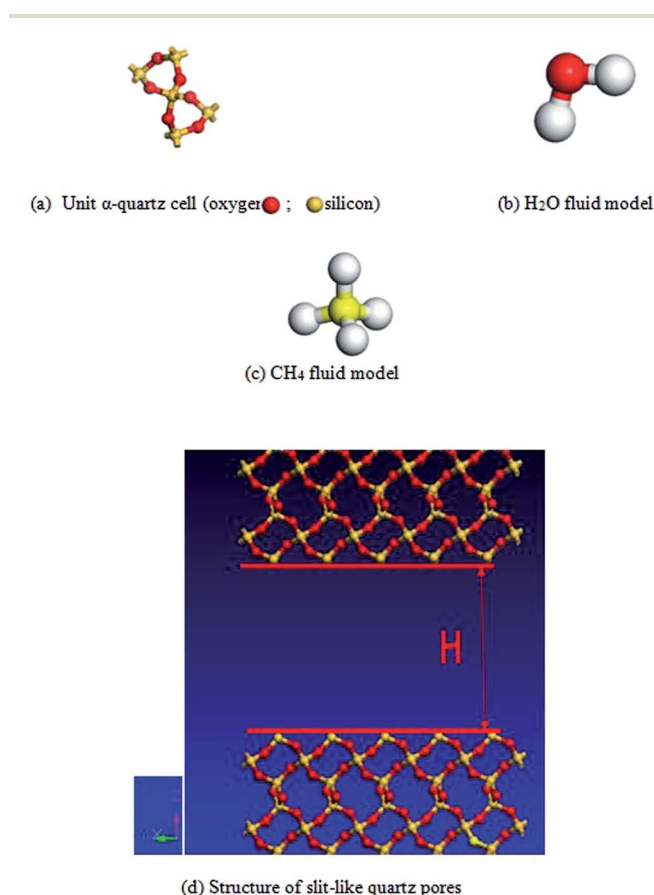 (a) Unit α-quartz cell (oxygen ; silicon)
(b) H2O fluid model
(c) CH4 fluid model
H
Z
X
(d) Structure of slit-like quartz pores